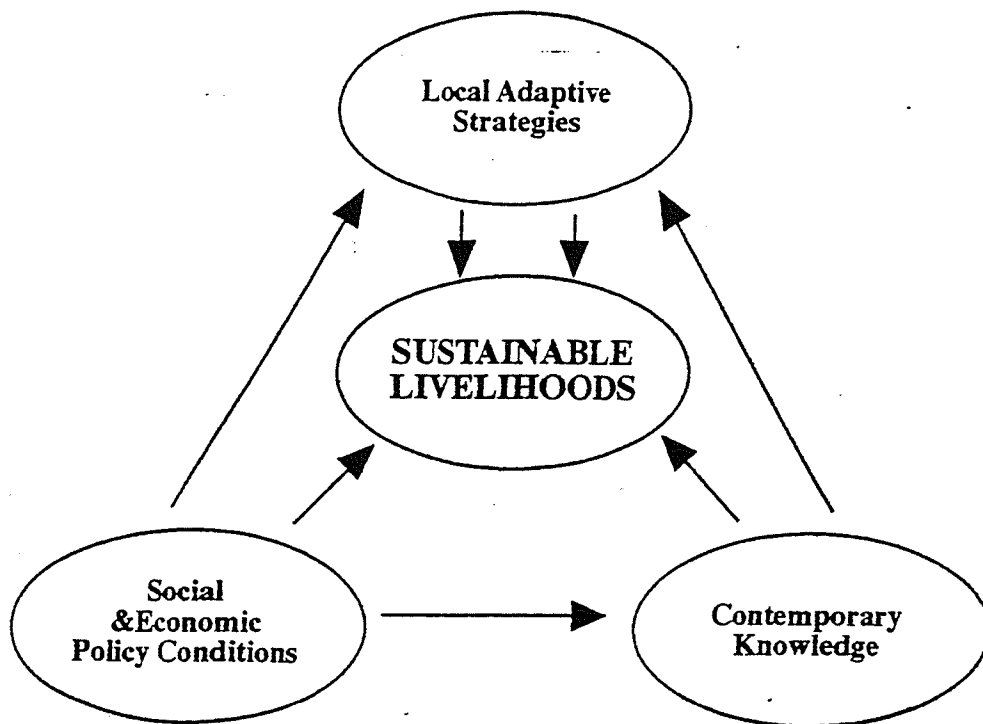 Local Adaptive
Strategies
SUSTAINABLE
LIVELIHOODS
Social
&Economic
Policy Conditions
Contemporary
Knowledge